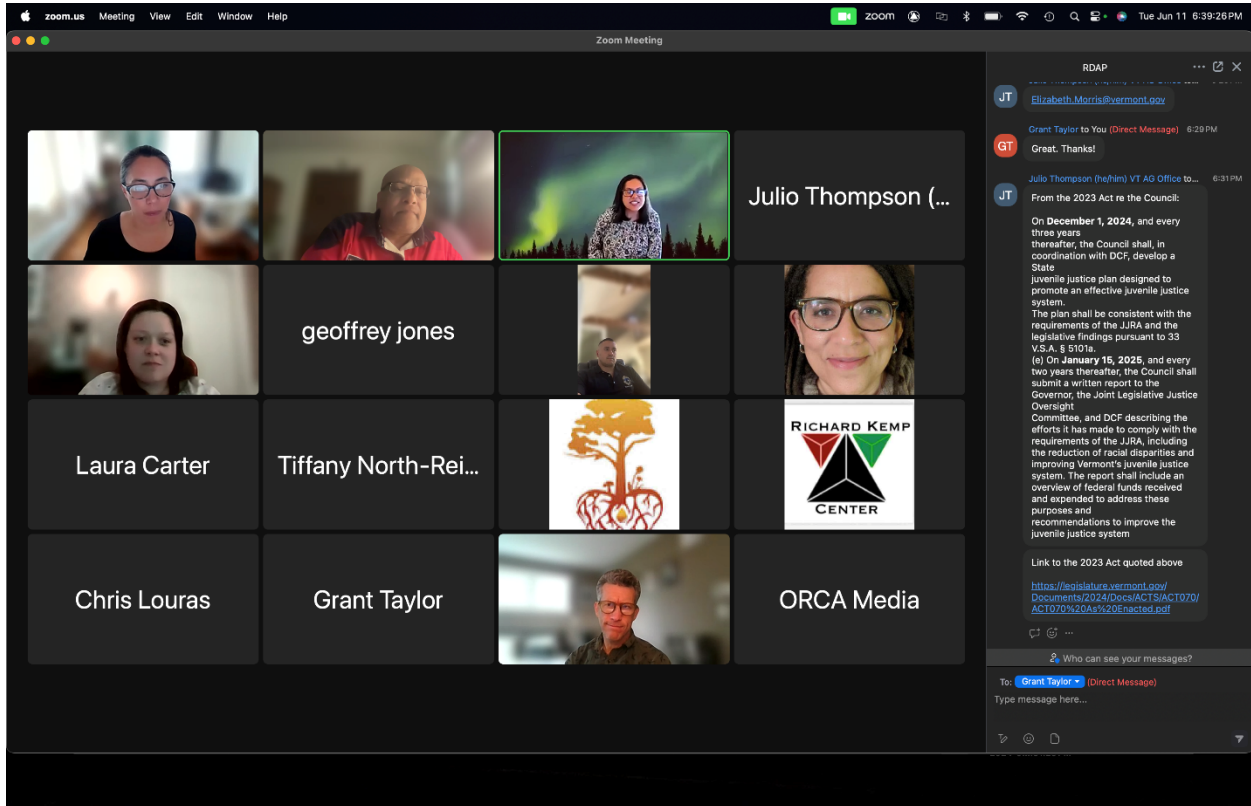 zoom.us Meeting View Edit Window Help
zoom
Tue Jun 11 6:39:26 PM
Zoom Meeting
Julio Thompson (...
geoffrey jones
Laura Carter
Tiffany North-Rei...
RICHARD KEMP
CENTER
Chris Louras
Grant Taylor
ORCA Media
RDAP
JT
Elizabeth.Morris@vermont.gov
Grant Taylor to You (Direct Message) 6:29 PM
GT
Great. Thanks!
Julio Thompson (he/him) VT AG Office to... 6:31 PM
JT
From the 2023 Act re the Council:
On December 1, 2024, and every
three years
thereafter, the Council shall, in
coordination with DCF, develop a
State
juvenile justice plan designed to
promote an effective juvenile justice
system.
The plan shall be consistent with the
requirements of the JJRA and the
legislative findings pursuant to 33
V.S.A. § 5101a.
(e) On January 15, 2025, and every
two years thereafter, the Council shall
submit a written report to the
Governor, the Joint Legislative Justice
Oversight
Committee, and DCF describing the
efforts it has made to comply with the
requirements of the JJRA, including
the reduction of racial disparities and
improving Vermont's juvenile justice
system. The report shall include an
overview of federal funds received
and expended to address these
purposes and
recommendations to improve the
juvenile justice system
Link to the 2023 Act quoted above
https://legislature.vermont.gov/
Documents/2024/Docs/ACTS/ACT070/
ACT070%20As%20Enacted.pdf
Who can see your messages?
To: Grant Taylor (Direct Message)
Type message here...